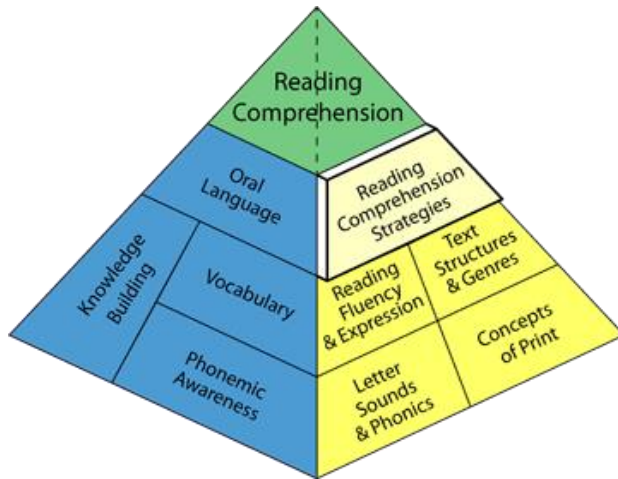 Reading
Comprehension
Oral
Language
Reading
Comprehension
Strategies
Knowledge
Building
Vocabulary
Reading
Fluency
& Expression
Text
Structures
& Genres
Phonemic
Awareness
Letter
Sounds
& Phonics
Concepts
of Print